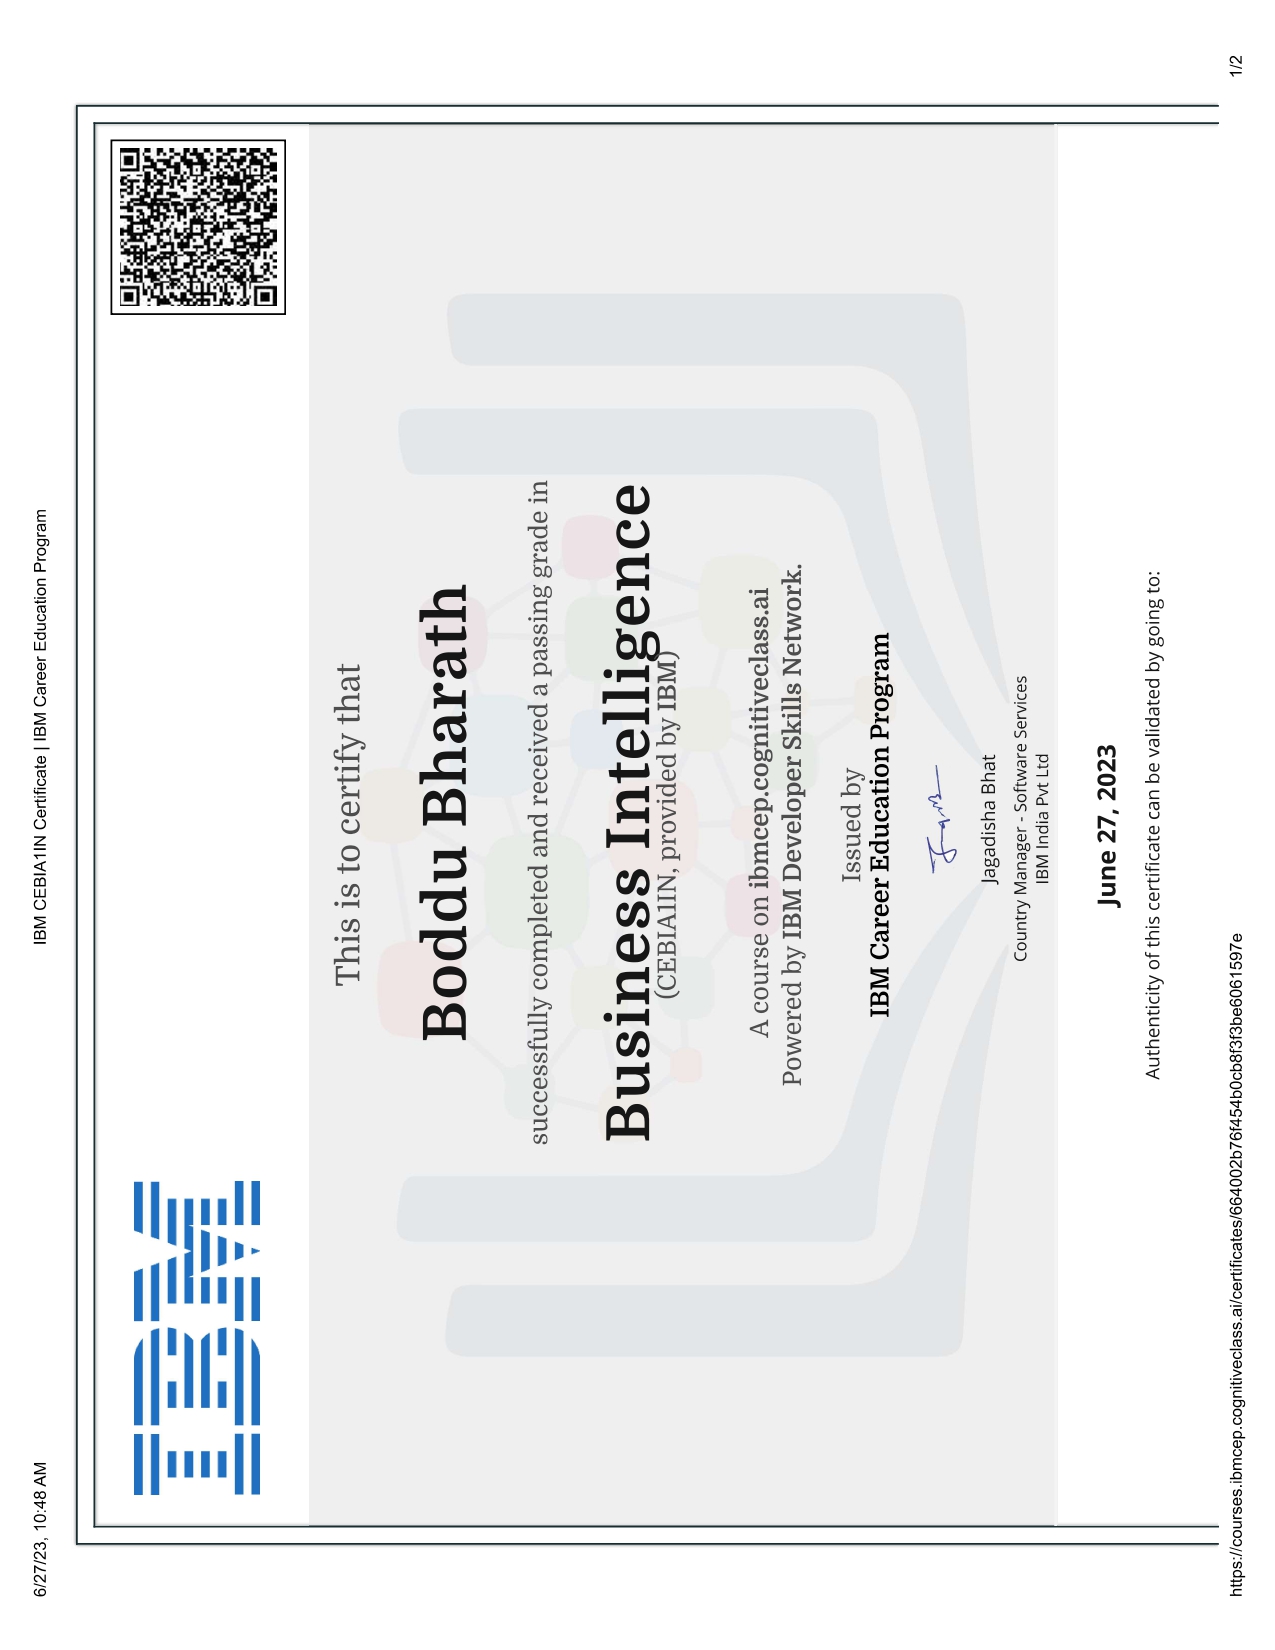 6/27/23, 10:48 AM
IBM CEBIA1IN Certificate | IBM Career Education Program
IBM
This is to certify that
Boddu Bharath
successfully completed and received a passing grade in
Business Intelligence
(CEBIA1IN, provided by IBM)
A course on ibmcep.cognitiveclass.ai
Powered by IBM Developer Skills Network.
Issued by
IBM Career Education Program
Jagadisha Bhat
Country Manager - Software Services
IBM India Pvt Ltd
June 27, 2023
Authenticity of this certificate can be validated by going to:
https://courses.ibmcep.cognitiveclass.ai/certificates/664002b76f454b0cb8f3f3be6061597e
1/2